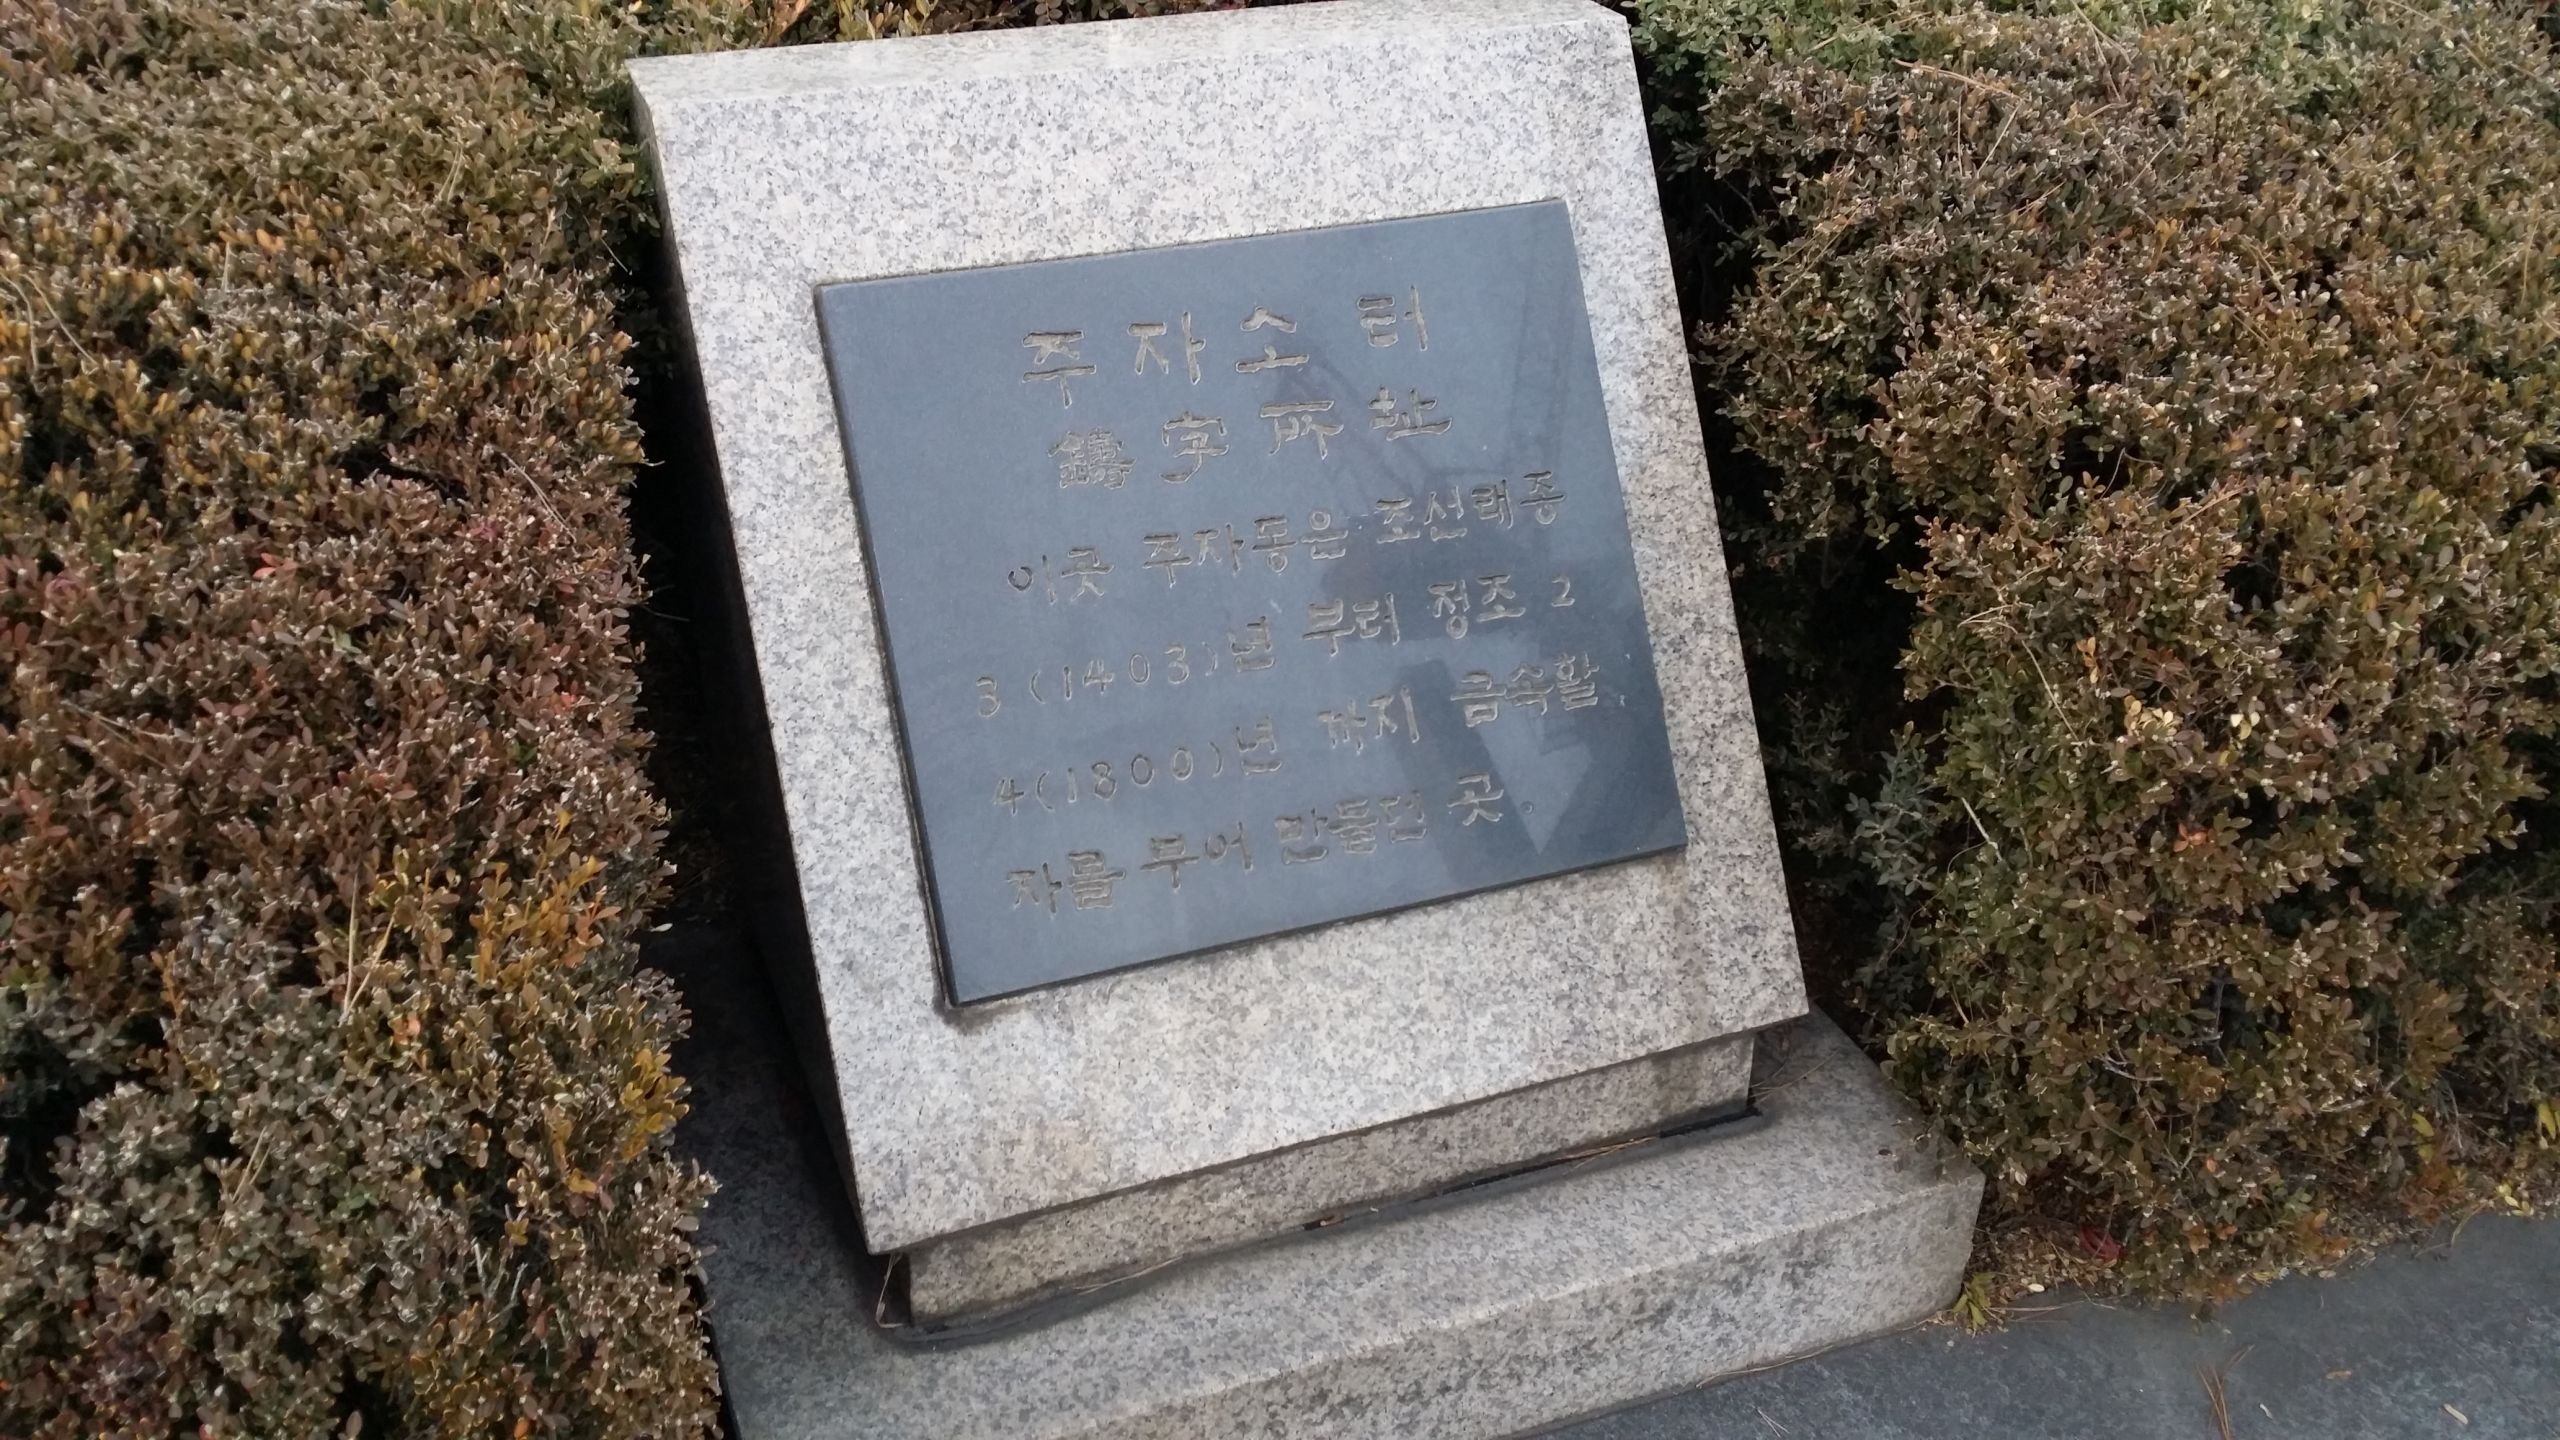 주자소 터
鑄字所址
이곳 주자동은 조선태종
3(1403)년 부터 정조 2
4(1800)년 까지 금속활
자를 부어 만들던 곳.